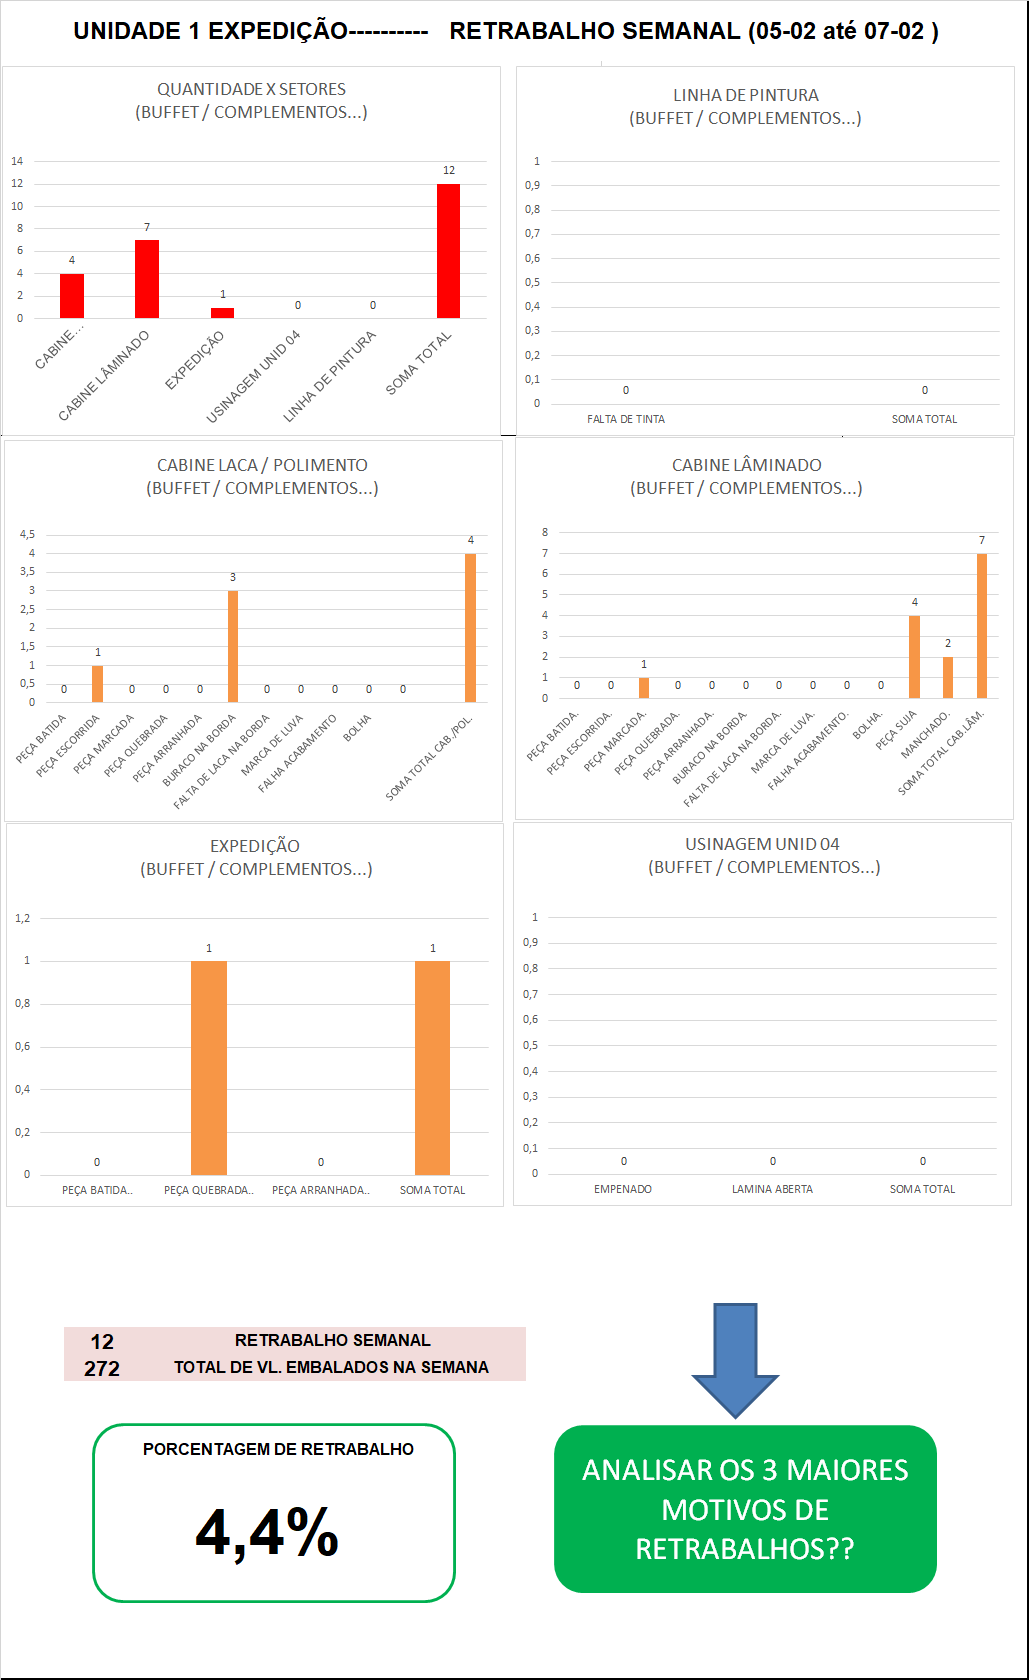 UNIDADE 1 EXPEDIÇÃO---------- RETRABALHO SEMANAL (05-02 até 07-02 )
QUANTIDADE X SETORES
(BUFFET / COMPLEMENTOS...)
14
12
10
8
6
4
2
0
4
7
1
0
0
12
CABINE...
CABINE LÂMINADO
EXPEDIÇÃO
USINAGEM UNID 04
LINHA DE PINTURA
SOMA TOTAL
LINHA DE PINTURA
(BUFFET / COMPLEMENTOS...)
1
0,9
0,8
0,7
0,6
0,5
0,4
0,3
0,2
0,1
0
0
0
FALTA DE TINTA
SOMA TOTAL
CABINE LACA / POLIMENTO
(BUFFET / COMPLEMENTOS...)
4,5
4
3,5
3
2,5
2
1,5
1
0,5
0
0
1
0
0
0
3
0
0
0
0
0
4
PEÇA BATIDA
PEÇA ESCORRIDA
PEÇA MARCADA
PEÇA QUEBRADA
PEÇA ARRANHADA
BURACO NA BORDA
FALTA DE LACA NA BORDA
MARCA DE LUVA
FALHA ACABAMENTO
BOLHA
SOMA TOTAL CAB./POL.
CABINE LÂMINADO
(BUFFET / COMPLEMENTOS...)
8
7
6
5
4
3
2
1
0
0
0
1
0
0
0
0
0
0
0
4
2
7
PEÇA BATIDA.
PEÇA ESCORRIDA.
PEÇA MARCADA.
PEÇA QUEBRADA.
PEÇA ARRANHADA.
BURACO NA BORDA.
FALTA DE LACA NA BORDA.
MARCA DE LUVA.
FALHA ACABAMENTO.
BOLHA.
PEÇA SUJA
MANCHADO.
SOMA TOTAL CAB.LÂM.
EXPEDIÇÃO
(BUFFET / COMPLEMENTOS...)
1,2
1
0,8
0,6
0,4
0,2
0
0
1
0
1
PEÇA BATIDA..
PEÇA QUEBRADA..
PEÇA ARRANHADA..
SOMA TOTAL
USINAGEM UNID 04
(BUFFET / COMPLEMENTOS...)
1
0,9
0,8
0,7
0,6
0,5
0,4
0,3
0,2
0,1
0
0
0
0
EMPENADO
LAMINA ABERTA
SOMA TOTAL
12 RETRABALHO SEMANAL
272 TOTAL DE VL. EMBALADOS NA SEMANA
PORCENTAGEM DE RETRABALHO
4,4%
ANALISAR OS 3 MAIORES
MOTIVOS DE
RETRABALHOS??